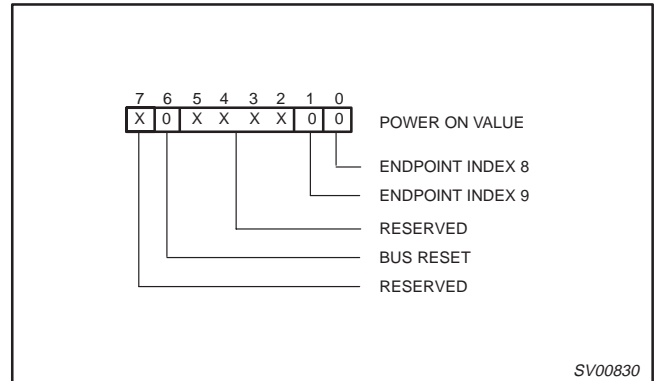 7 6 5 4 3 2 1 0
X 0 X X X X 0 0 POWER ON VALUE
ENDPOINT INDEX 8
ENDPOINT INDEX 9
RESERVED
BUS RESET
RESERVED
SV00830